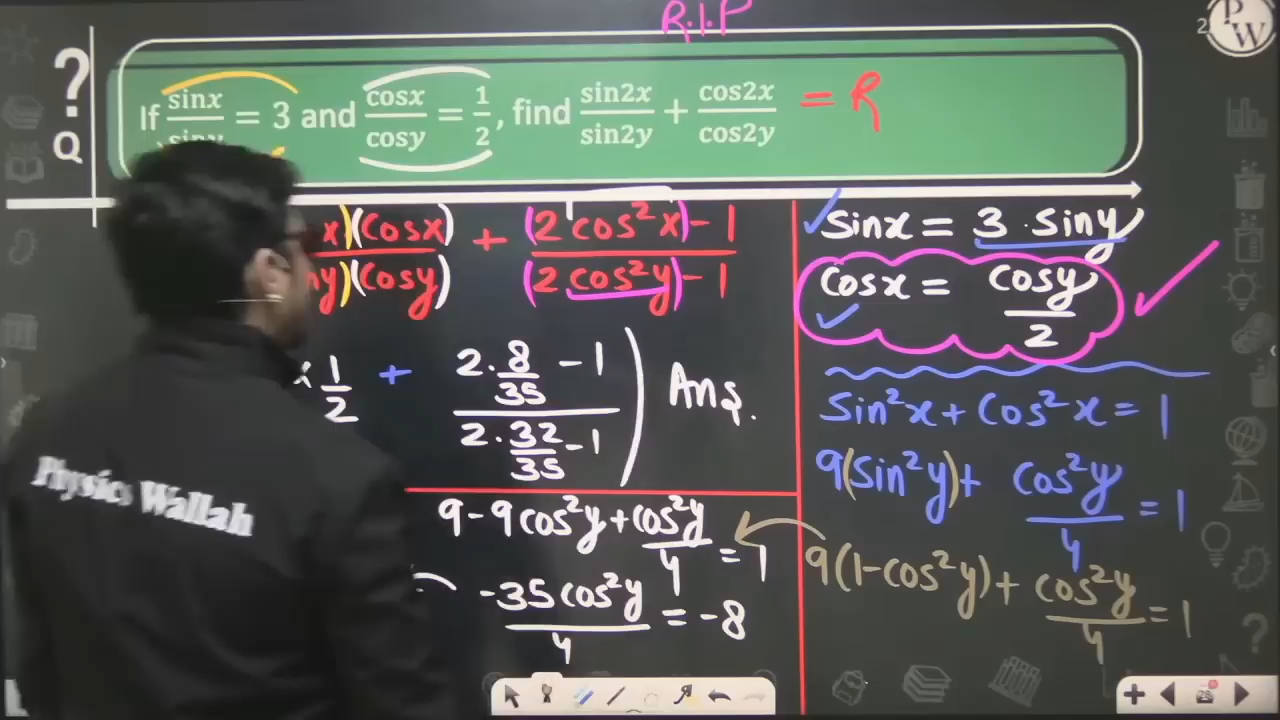 R.I.P
PW
2
?
Q
If sinx/siny = 3 and cosx/cosy = 1/2, find sin2x/sin2y + cos2x/cos2y = R
x)(cosx)/ny)(cosy) + (2cos²x)-1/(2cos²y)-1
x 1/2 + 2·8/35 -1/2·32/35 -1) Ans.
9-9cos²y+cos²y/4 = 1
-35cos²y/4 = -8
sinx = 3·siny
cosx = cosy/2
sin²x+cos²x=1
9(sin²y)+cos²y/4=1
9(1-cos²y)+cos²y/4=1
Physics Wallah